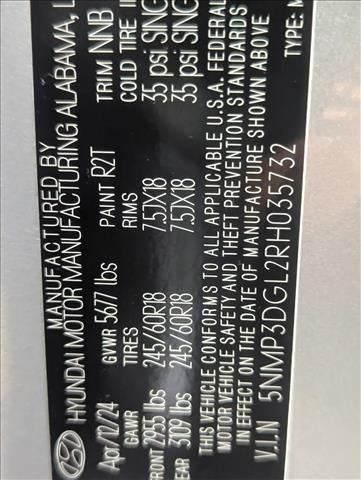 MANUFACTURED BY
HYUNDAI MOTOR MANUFACTURING ALABAMA, L
Apr/12/24 GVWR 5677 lbs PAINT R2T TRIM NNB
GAWR TIRES RIMS COLD TIRE I
FRONT 2955 lbs 245/60R18 7.5JX18 35 psi SING
EAR 3109 lbs 245/60R18 7.5JX18 35 psi SING
THIS VEHICLE CONFORMS TO ALL APPLICABLE U.S.A. FEDERAL
MOTOR VEHICLE SAFETY AND THEFT PREVENTION STANDARDS
IN EFFECT ON THE DATE OF MANUFACTURE SHOWN ABOVE
V.I.N 5NMP3DGL2RH035732 TYPE: M